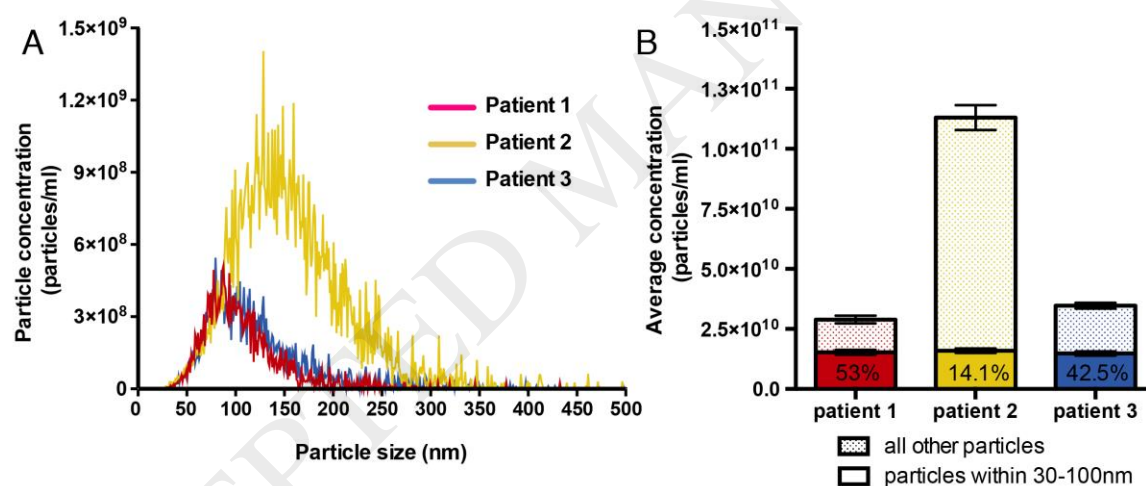 A
1.5×10⁹
1.2×10⁹
9×10⁸
6×10⁸
3×10⁸
0
Particle concentration
(particles/ml)
Patient 1
Patient 2
Patient 3
0 50 100 150 200 250 300 350 400 450 500
Particle size (nm)
B
1.5×10¹¹
1.3×10¹¹
1.0×10¹¹
7.5×10¹⁰
5.0×10¹⁰
2.5×10¹⁰
0.0
Average concentration
(particles/ml)
53% 14.1% 42.5%
patient 1 patient 2 patient 3
all other particles
particles within 30-100nm
EPTED MAN